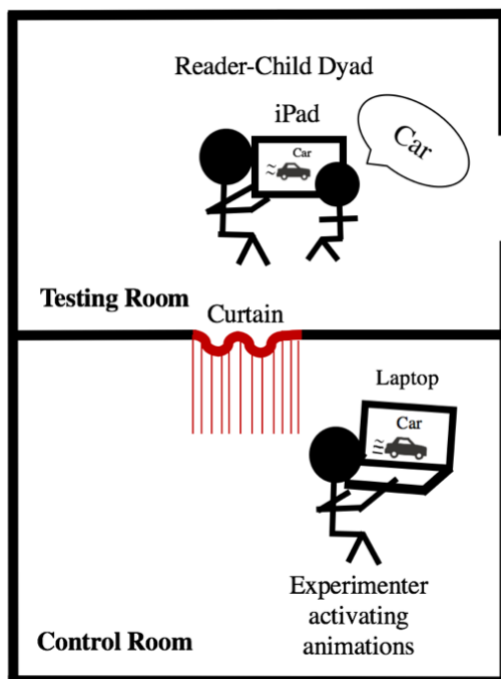 Reader-Child Dyad
iPad
Car
Car
Testing Room
Curtain
Laptop
Car
Experimenter
activating
animations
Control Room